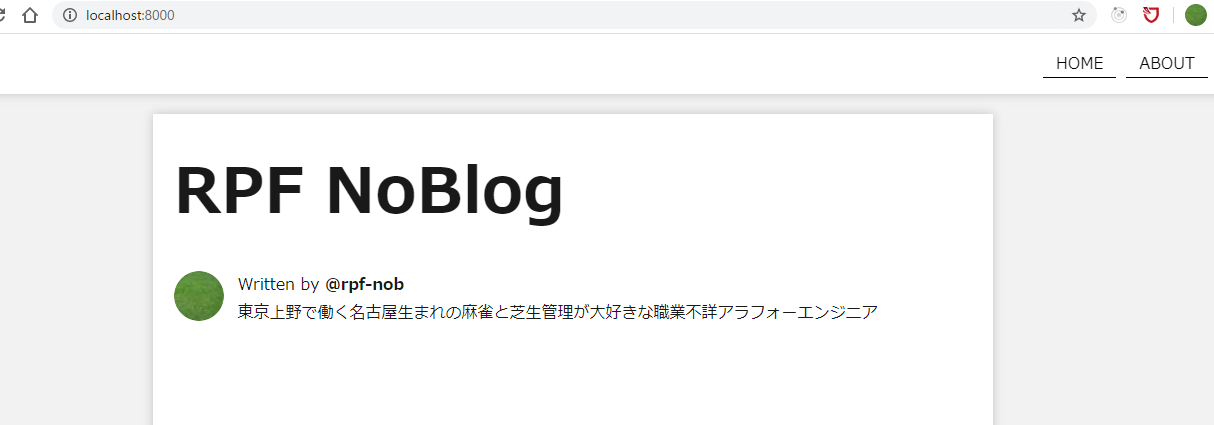 localhost:8000
HOME ABOUT
RPF NoBlog
Written by @rpf-nob
東京上野で働く名古屋生まれの麻雀と芝生管理が大好きな職業不詳アラフォーエンジニア